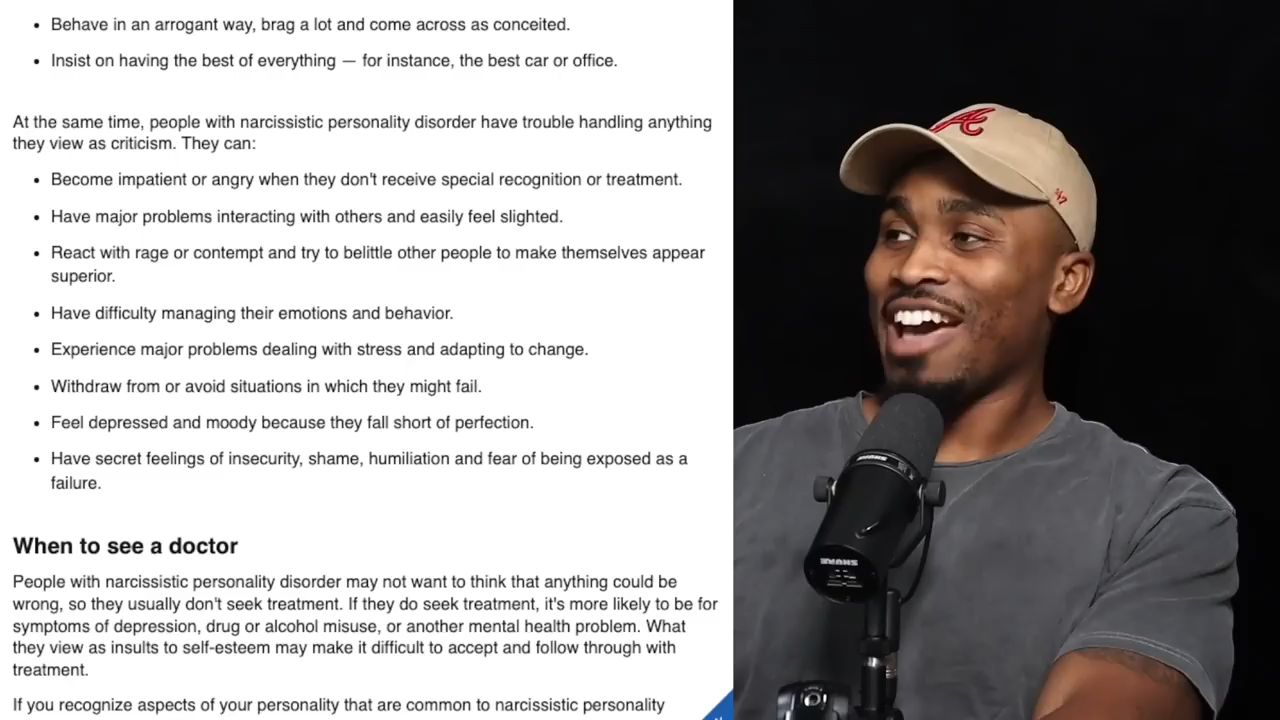 Behave in an arrogant way, brag a lot and come across as conceited.
Insist on having the best of everything — for instance, the best car or office.
At the same time, people with narcissistic personality disorder have trouble handling anything
they view as criticism. They can:
Become impatient or angry when they don't receive special recognition or treatment.
Have major problems interacting with others and easily feel slighted.
React with rage or contempt and try to belittle other people to make themselves appear
superior.
Have difficulty managing their emotions and behavior.
Experience major problems dealing with stress and adapting to change.
Withdraw from or avoid situations in which they might fail.
Feel depressed and moody because they fall short of perfection.
Have secret feelings of insecurity, shame, humiliation and fear of being exposed as a
failure.
When to see a doctor
People with narcissistic personality disorder may not want to think that anything could be
wrong, so they usually don't seek treatment. If they do seek treatment, it's more likely to be for
symptoms of depression, drug or alcohol misuse, or another mental health problem. What
they view as insults to self-esteem may make it difficult to accept and follow through with
treatment.
If you recognize aspects of your personality that are common to narcissistic personality
A
'47
SHURE